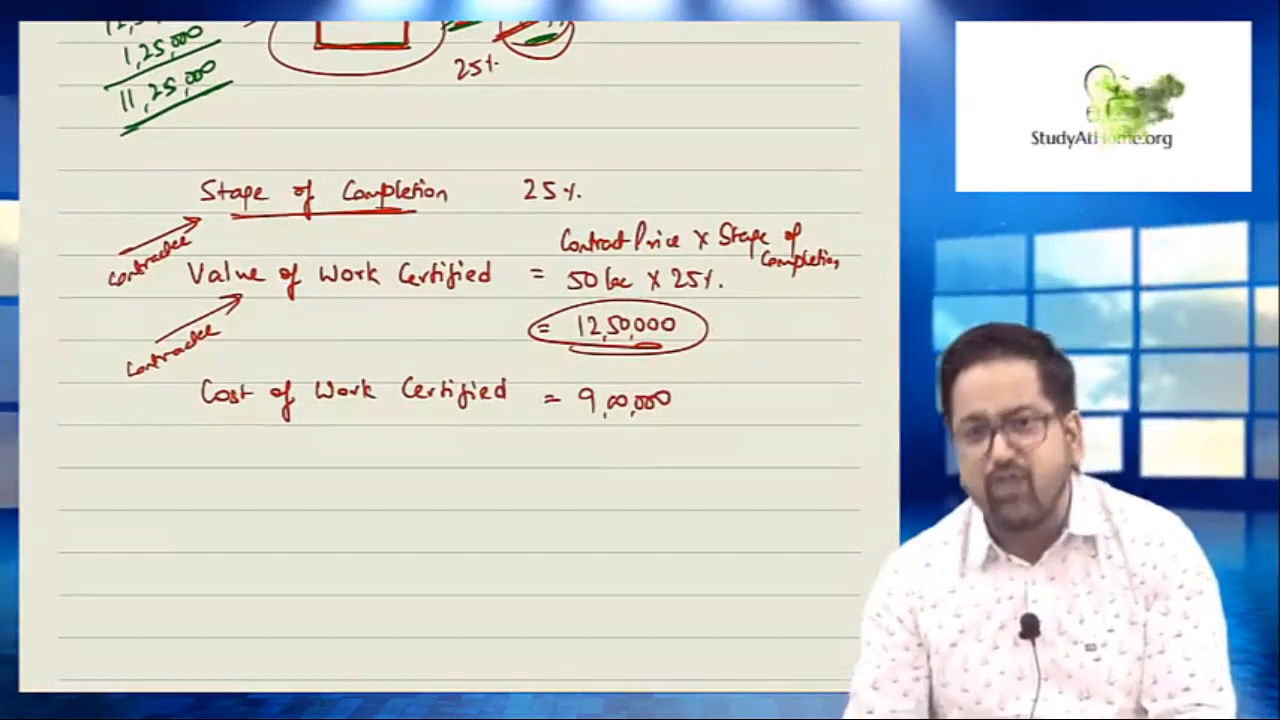 1,25,000
11,25,000
25%
StudyAtHome.org
Stage of Completion 25%
contractee
Contract Price × Stage of Completion
Value of Work Certified = 50 lac × 25%.
contractee
= 12,50,000
Cost of Work Certified = 9,00,000